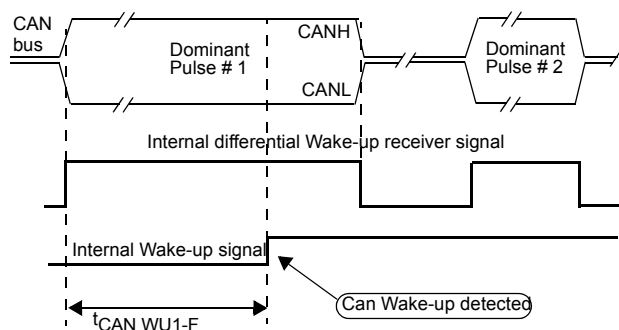 CAN
bus
Dominant
Pulse # 1
CANH
CANL
Dominant
Pulse # 2
Internal differential Wake-up receiver signal
Internal Wake-up signal
Can Wake-up detected
tCAN WU1-F